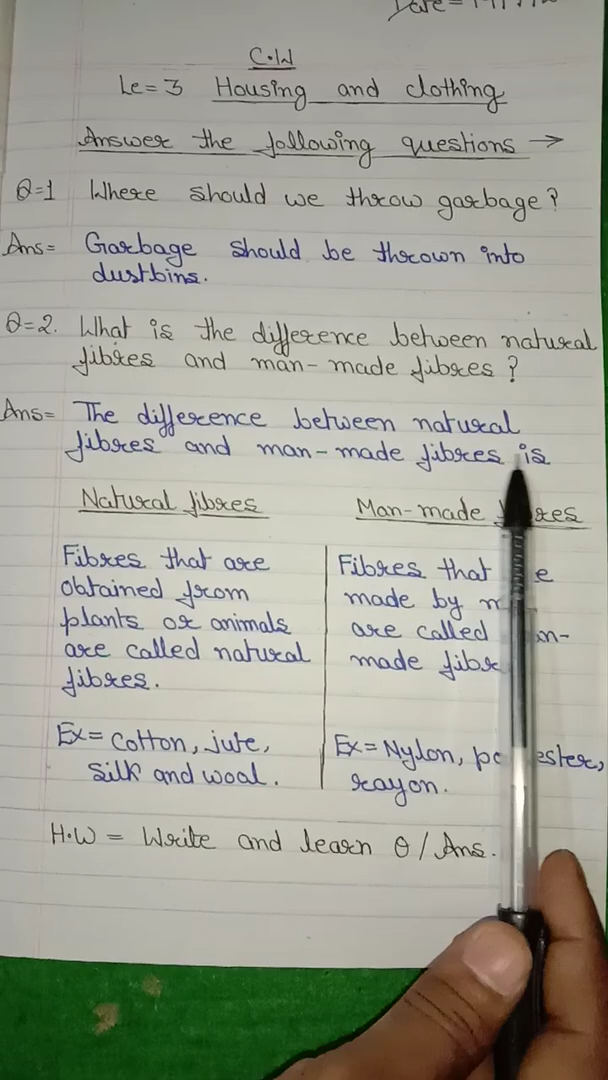 Date =
C.W
Le=3 Housing and clothing
Answer the following questions →
Q=1 Where should we throw garbage?
Ans= Garbage should be thrown into
dustbins.
Q=2. What is the difference between natural
fibres and man-made fibres?
Ans= The difference between natural
fibres and man-made fibres is
Natural fibres
Fibres that are
obtained from
plants or animals
are called natural
fibres.
Ex= Cotton, jute,
silk and woal.
Man-made
Fibres that
made by
are called
made
Ex= Nylon,
rayon.
H.W = Write and learn Q/Ans.